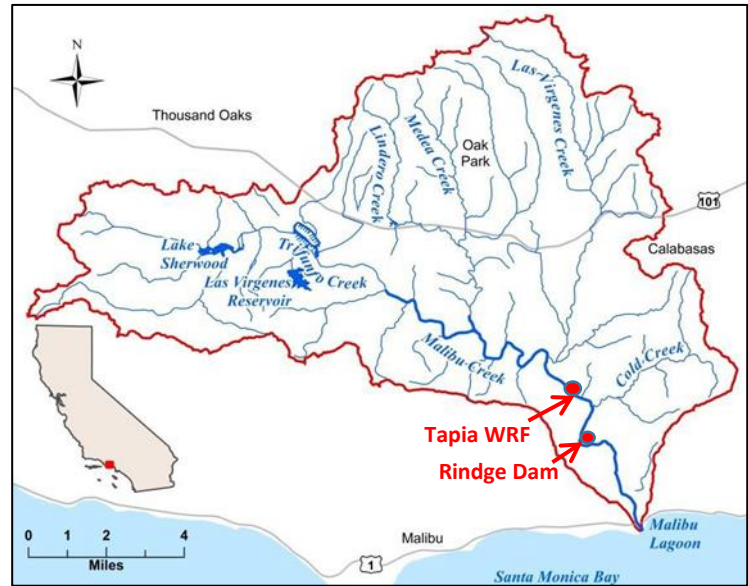 N
Thousand Oaks
Lindero Creek
Medea Creek
Oak
Park
Las Virgenes Creek
101
Calabasas
Lake
Sherwood
Triunfo Creek
Las Virgenes
Reservoir
Malibu Creek
Cold Creek
Tapia WRF
Rindge Dam
0 2 4
Miles
Malibu
1
Malibu
Lagoon
Santa Monica Bay